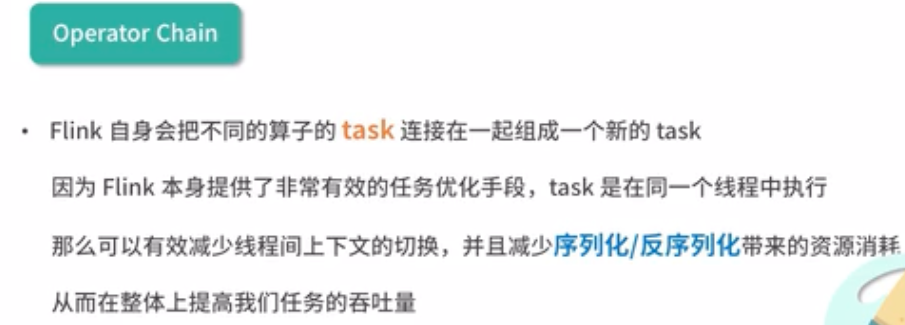 Operator Chain
• Flink 自身会把不同的算子的 task 连接在一起组成一个新的 task
因为 Flink 本身提供了非常有效的任务优化手段，task 是在同一个线程中执行
那么可以有效减少线程间上下文的切换，并且减少序列化/反序列化带来的资源消耗
从而在整体上提高我们任务的吞吐量